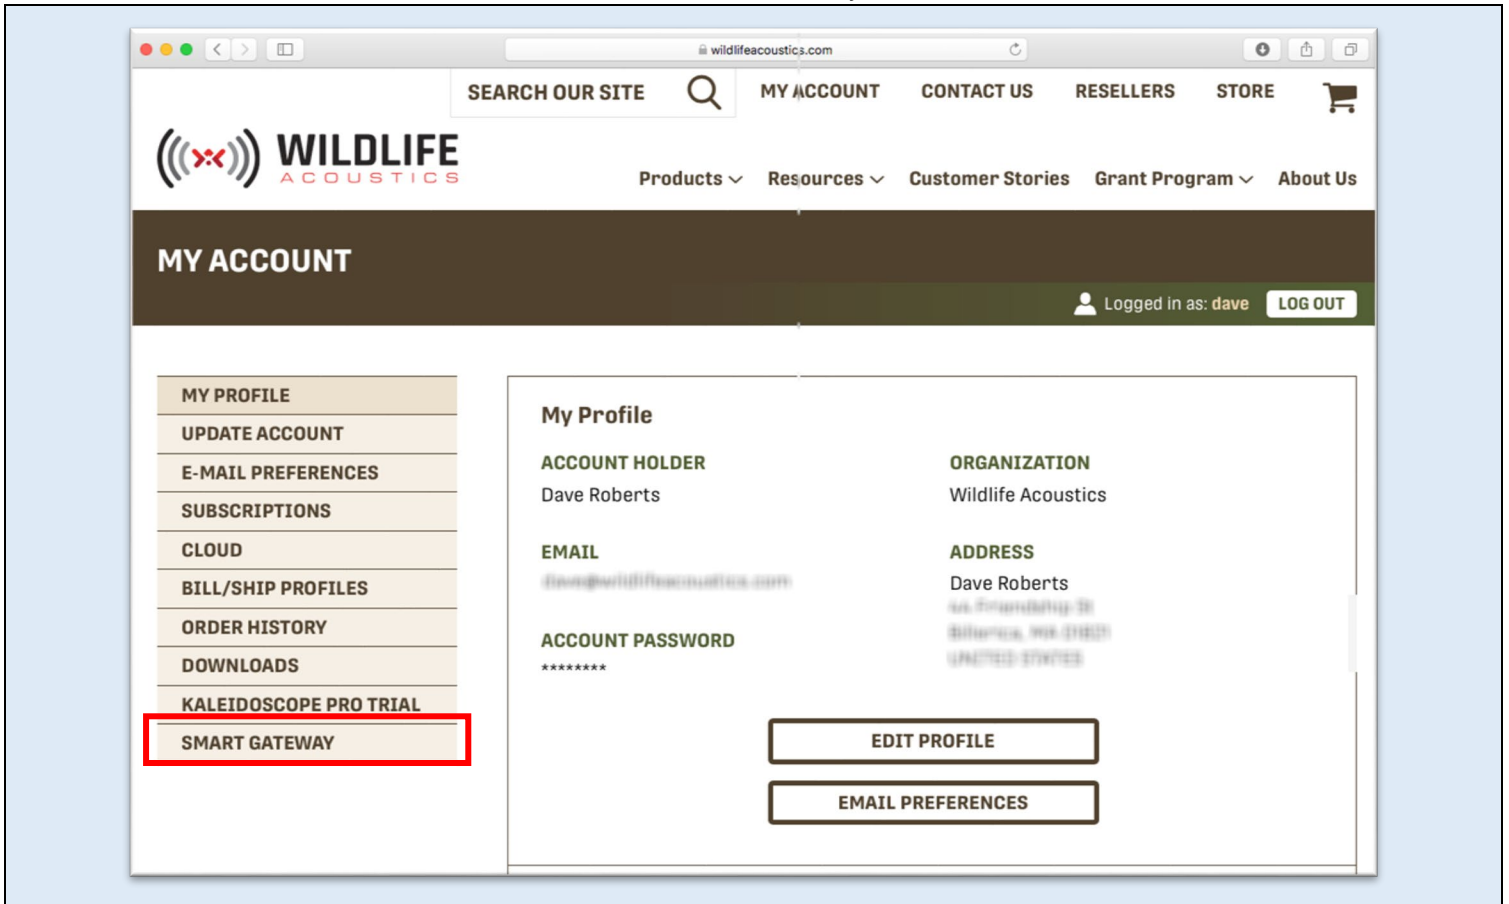 wildlifeacoustics.com
SEARCH OUR SITE
MY ACCOUNT
CONTACT US
RESELLERS
STORE
WILDLIFE
ACOUSTICS
Products
Resources
Customer Stories
Grant Program
About Us
MY ACCOUNT
Logged in as: dave
LOG OUT
MY PROFILE
UPDATE ACCOUNT
E-MAIL PREFERENCES
SUBSCRIPTIONS
CLOUD
BILL/SHIP PROFILES
ORDER HISTORY
DOWNLOADS
KALEIDOSCOPE PRO TRIAL
SMART GATEWAY
My Profile
ACCOUNT HOLDER
Dave Roberts
ORGANIZATION
Wildlife Acoustics
EMAIL
ADDRESS
Dave Roberts
ACCOUNT PASSWORD
********
EDIT PROFILE
EMAIL PREFERENCES